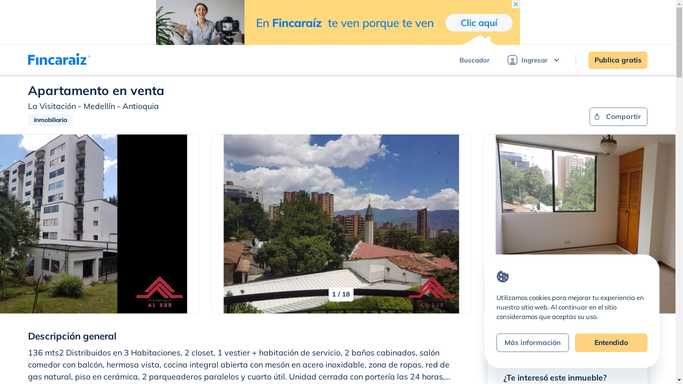 En Fincaraíz te ven porque te ven
Clic aquí
Fincaraíz
Buscador
Ingresar
Publica gratis
Apartamento en venta
La Visitación - Medellín - Antioquia
Inmobiliaria
Compartir
1 / 18
Utilizamos cookies para mejorar tu experiencia en
nuestro sitio web. Al continuar en el sitio
consideramos que aceptas su uso.
Más información
Entendido
Descripción general
136 mts2 Distribuidos en 3 Habitaciones, 2 closet, 1 vestier + habitación de servicio, 2 baños cabinados, salón
comedor con balcón, hermosa vista, cocina integral abierta con mesón en acero inoxidable, zona de ropas, red de
gas natural, piso en cerámica, 2 parqueaderos paralelos y cuarto útil. Unidad cerrada con portería las 24 horas,...
¿Te interesó este inmueble?